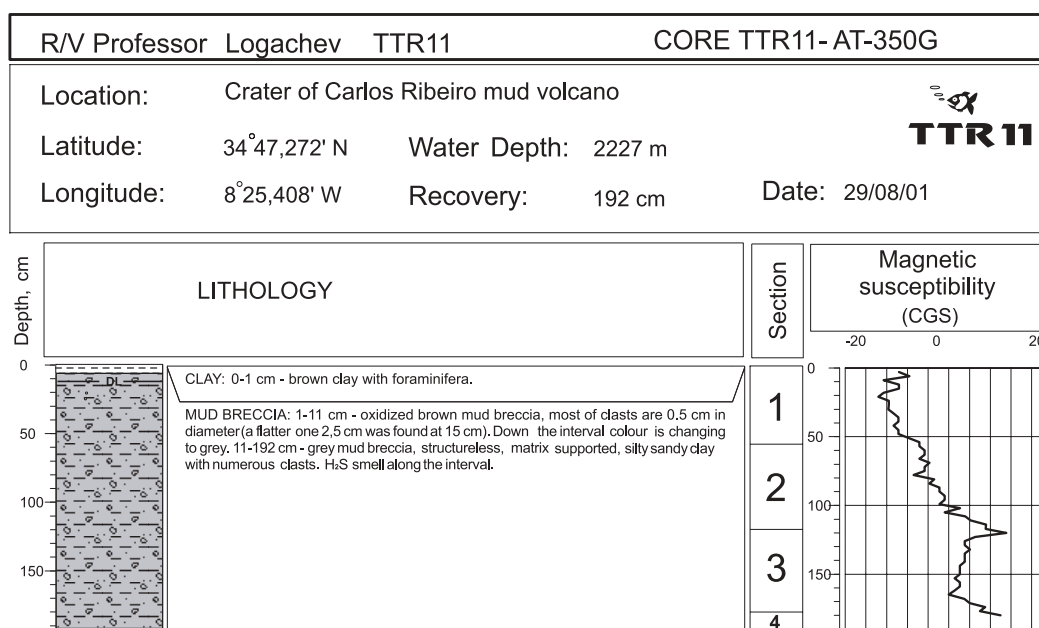 R/V Professor Logachev TTR11 CORE TTR11- AT-350G
Location: Crater of Carlos Ribeiro mud volcano
TTR 11
Latitude: 34°47,272' N Water Depth: 2227 m
Longitude: 8°25,408' W Recovery: 192 cm Date: 29/08/01
Depth, cm
LITHOLOGY
Section
Magnetic
susceptibility
(CGS)
-20 0 20
0
50
100
150
DL
CLAY: 0-1 cm - brown clay with foraminifera.
MUD BRECCIA: 1-11 cm - oxidized brown mud breccia, most of clasts are 0.5 cm in
diameter (a flatter one 2,5 cm was found at 15 cm). Down the interval colour is changing
to grey. 11-192 cm - grey mud breccia, structureless, matrix supported, silty sandy clay
with numerous clasts. H₂S smell along the interval.
1
2
3
4
0
50
100
150